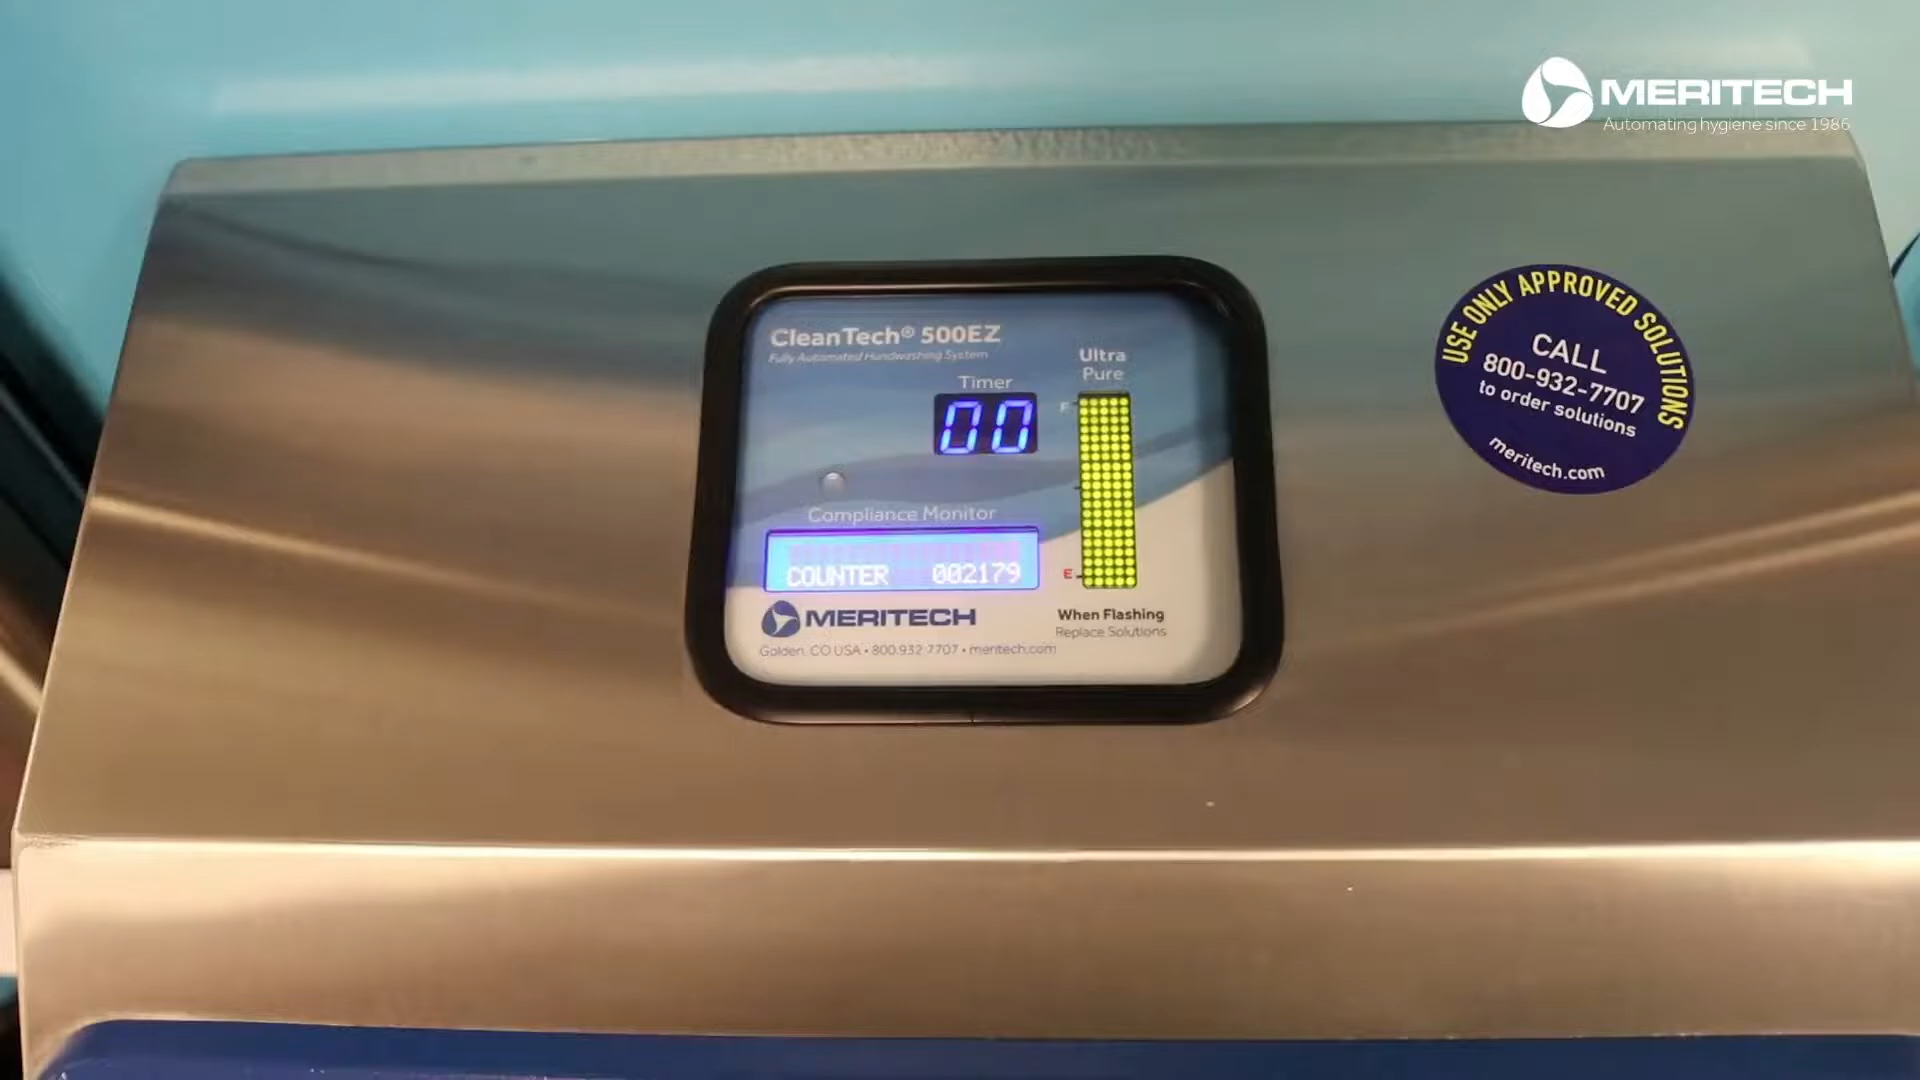 MERITECH
Automating hygiene since 1986
CleanTech® 500EZ
Fully Automated Handwashing System
Timer
00
Ultra
Pure
F
E
Compliance Monitor
COUNTER 002179
MERITECH
Golden, CO USA • 800.932.7707 • meritech.com
When Flashing
Replace Solutions
USE ONLY APPROVED SOLUTIONS
CALL
800-932-7707
to order solutions
meritech.com